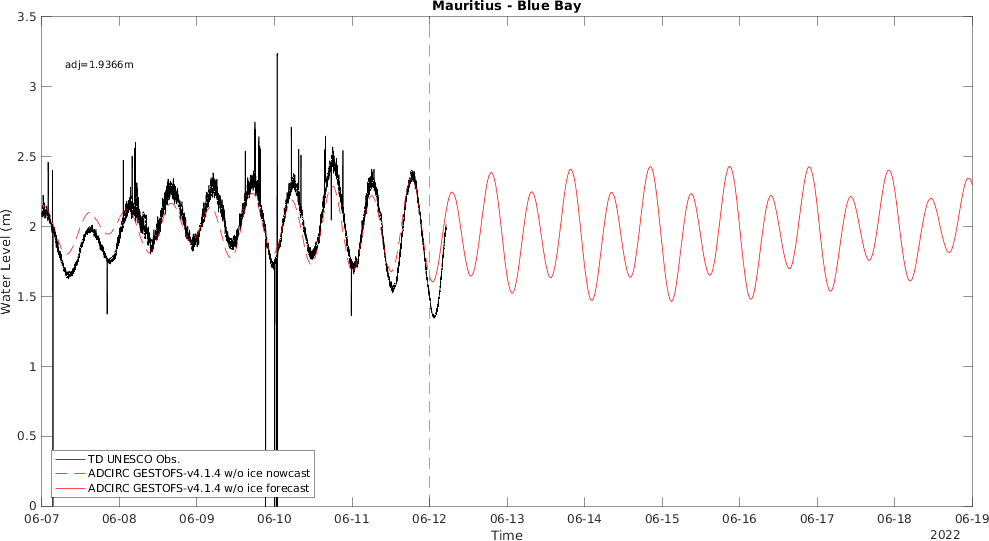 Mauritius - Blue Bay
adj=1.9366m
Water Level (m)
3.5
3
2.5
2
1.5
1
0.5
0
TD UNESCO Obs.
ADCIRC GESTOFS-v4.1.4 w/o ice nowcast
ADCIRC GESTOFS-v4.1.4 w/o ice forecast
06-07 06-08 06-09 06-10 06-11 06-12 06-13 06-14 06-15 06-16 06-17 06-18 06-19
Time
2022